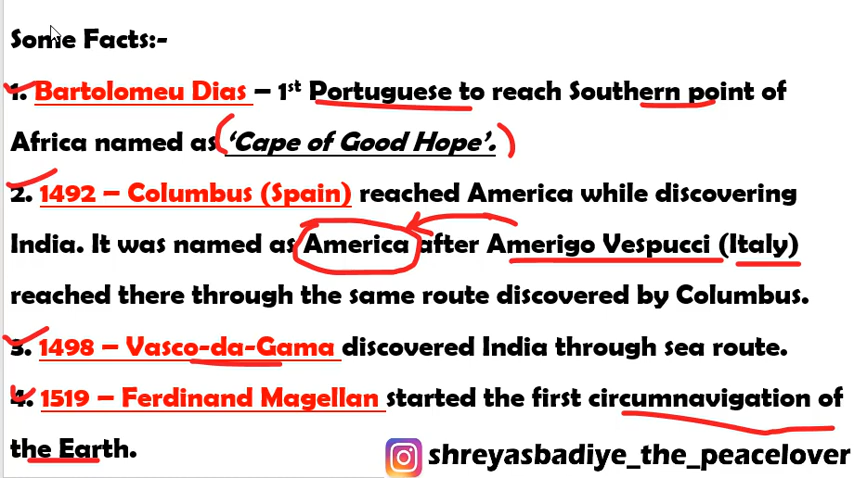 Some Facts:-
1. Bartolomeu Dias – 1st Portuguese to reach Southern point of
Africa named as 'Cape of Good Hope'.
2. 1492 – Columbus (Spain) reached America while discovering
India. It was named as America after Amerigo Vespucci (Italy)
reached there through the same route discovered by Columbus.
3. 1498 – Vasco-da-Gama discovered India through sea route.
4. 1519 – Ferdinand Magellan started the first circumnavigation of
the Earth.
shreyasbadiye_the_peacelover